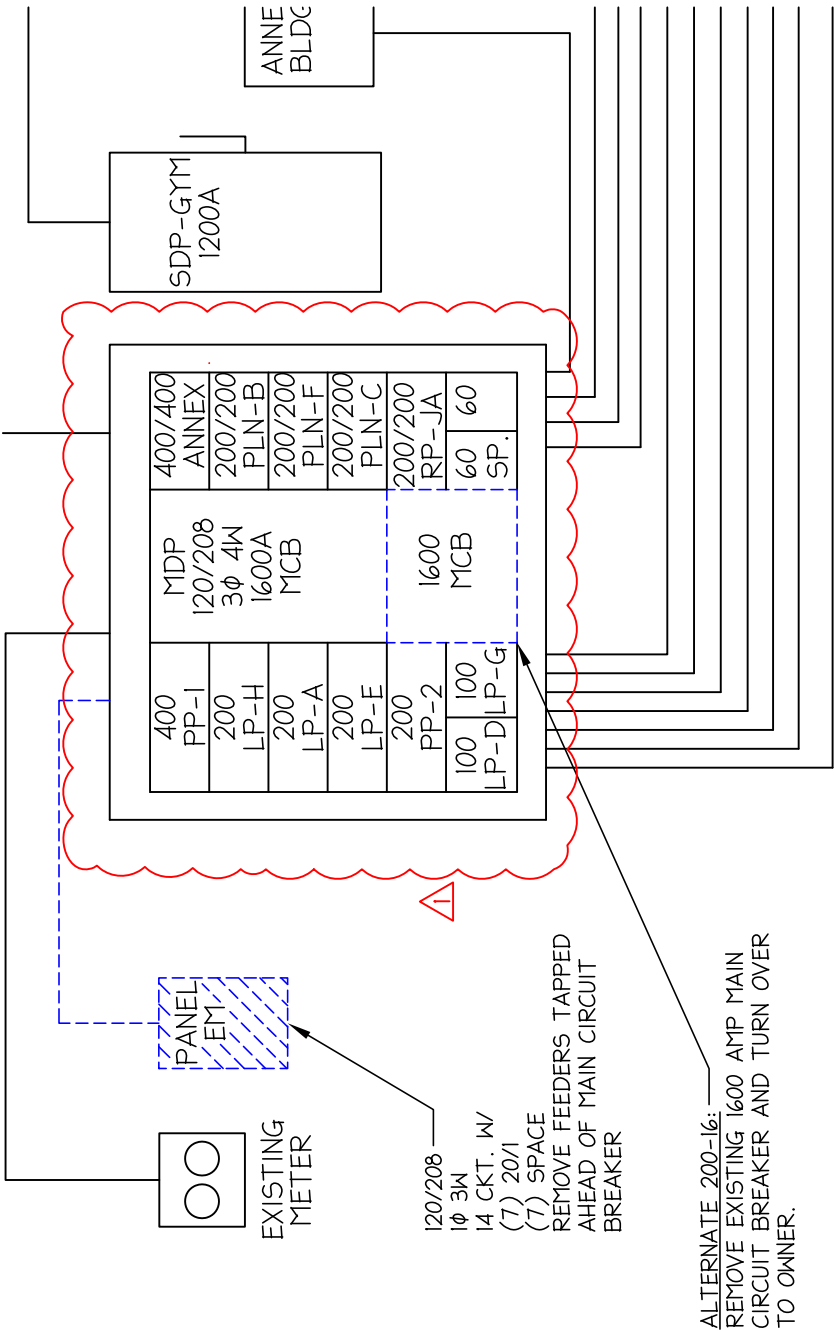 EXISTING
METER
PANEL
EM
120/208
1ϕ 3W
14 CKT. W/
(7) 20/1
(7) SPACE
REMOVE FEEDERS TAPPED
AHEAD OF MAIN CIRCUIT
BREAKER
ALTERNATE 200-16:
REMOVE EXISTING 1600 AMP MAIN
CIRCUIT BREAKER AND TURN OVER
TO OWNER.
1
400
PP-1
200
LP-H
200
LP-A
200
LP-E
200
PP-2
100
LP-D
100
LP-G
MDP
120/208
3ϕ 4W
1600A
MCB
1600
MCB
400/400
ANNEX
200/200
PLN-B
200/200
PLN-F
200/200
PLN-C
200/200
RP-JA
60
SP.
60
SDP-GYM
1200A
ANNE
BLDG